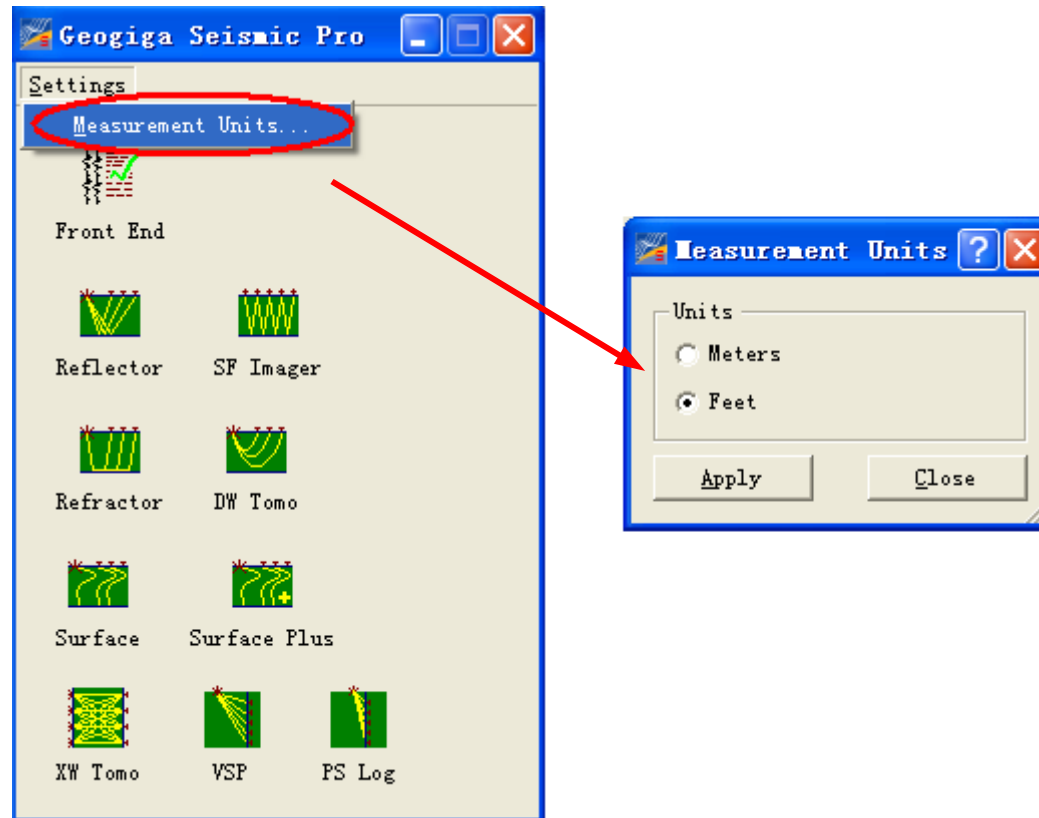 Geogiga Seismic Pro
Settings
Measurement Units...
Front End
Reflector SF Imager
Refractor DW Tomo
Surface Surface Plus
XW Tomo VSP PS Log
Measurement Units
Units
Meters
Feet
Apply Close